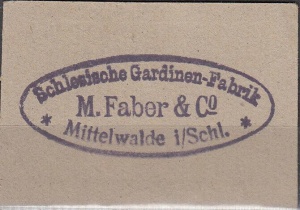 Schlesische Gardinen-Fabrik
M. Faber & Co
* Mittelwalde i/Schl. *